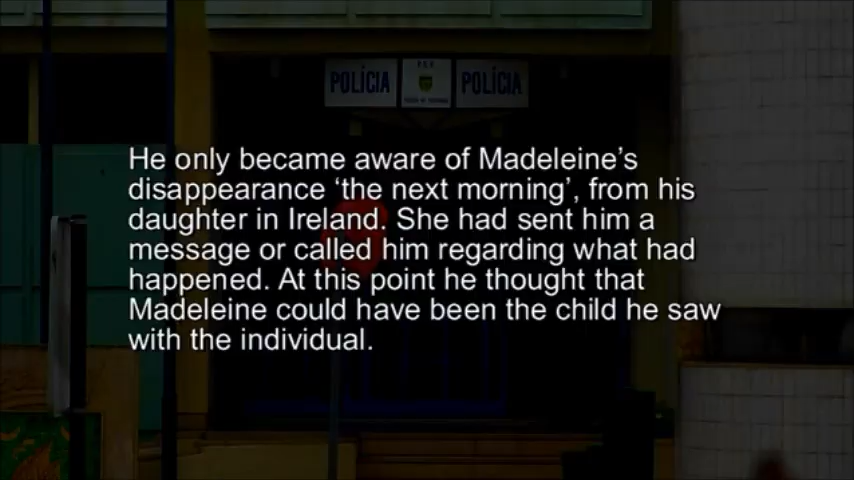 POLÍCIA
POLÍCIA
He only became aware of Madeleine’s
disappearance ‘the next morning’, from his
daughter in Ireland. She had sent him a
message or called him regarding what had
happened. At this point he thought that
Madeleine could have been the child he saw
with the individual.